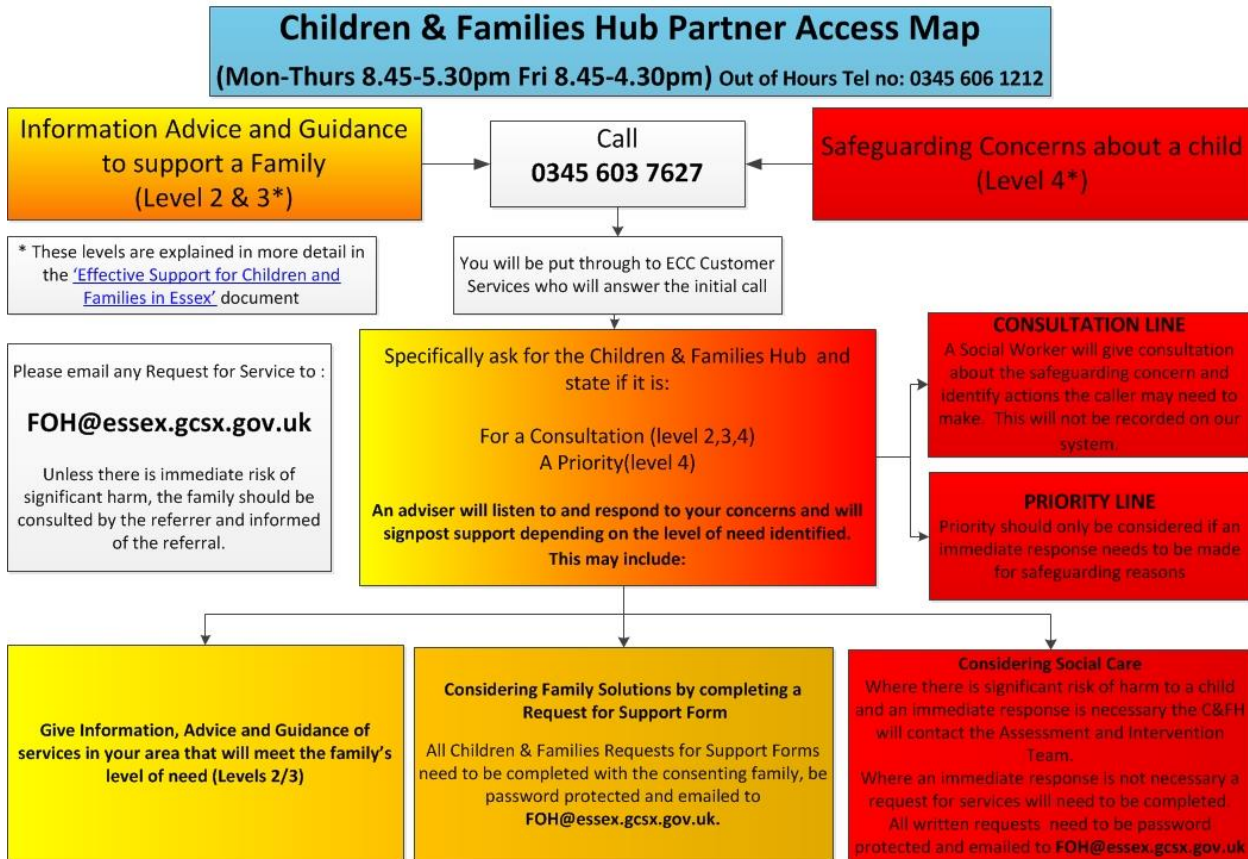 Children & Families Hub Partner Access Map
(Mon-Thurs 8.45-5.30pm Fri 8.45-4.30pm) Out of Hours Tel no: 0345 606 1212
Information Advice and Guidance
to support a Family
(Level 2 & 3*)
Call
0345 603 7627
Safeguarding Concerns about a child
(Level 4*)
* These levels are explained in more detail in
the 'Effective Support for Children and
Families in Essex' document
You will be put through to ECC Customer
Services who will answer the initial call
Please email any Request for Service to :
FOH@essex.gcsx.gov.uk
Unless there is immediate risk of
significant harm, the family should be
consulted by the referrer and informed
of the referral.
Specifically ask for the Children & Families Hub and
state if it is:
For a Consultation (level 2,3,4)
A Priority(level 4)
An adviser will listen to and respond to your concerns and will
signpost support depending on the level of need identified.
This may include:
CONSULTATION LINE
A Social Worker will give consultation
about the safeguarding concern and
identify actions the caller may need to
make. This will not be recorded on our
system.
PRIORITY LINE
Priority should only be considered if an
immediate response needs to be made
for safeguarding reasons
Give Information, Advice and Guidance of
services in your area that will meet the family's
level of need (Levels 2/3)
Considering Family Solutions by completing a
Request for Support Form
All Children & Families Requests for Support Forms
need to be completed with the consenting family, be
password protected and emailed to
FOH@essex.gcsx.gov.uk.
Considering Social Care
Where there is significant risk of harm to a child
and an immediate response is necessary the C&FH
will contact the Assessment and Intervention
Team.
Where an immediate response is not necessary a
request for services will need to be completed.
All written requests need to be password
protected and emailed to FOH@essex.gcsx.gov.uk